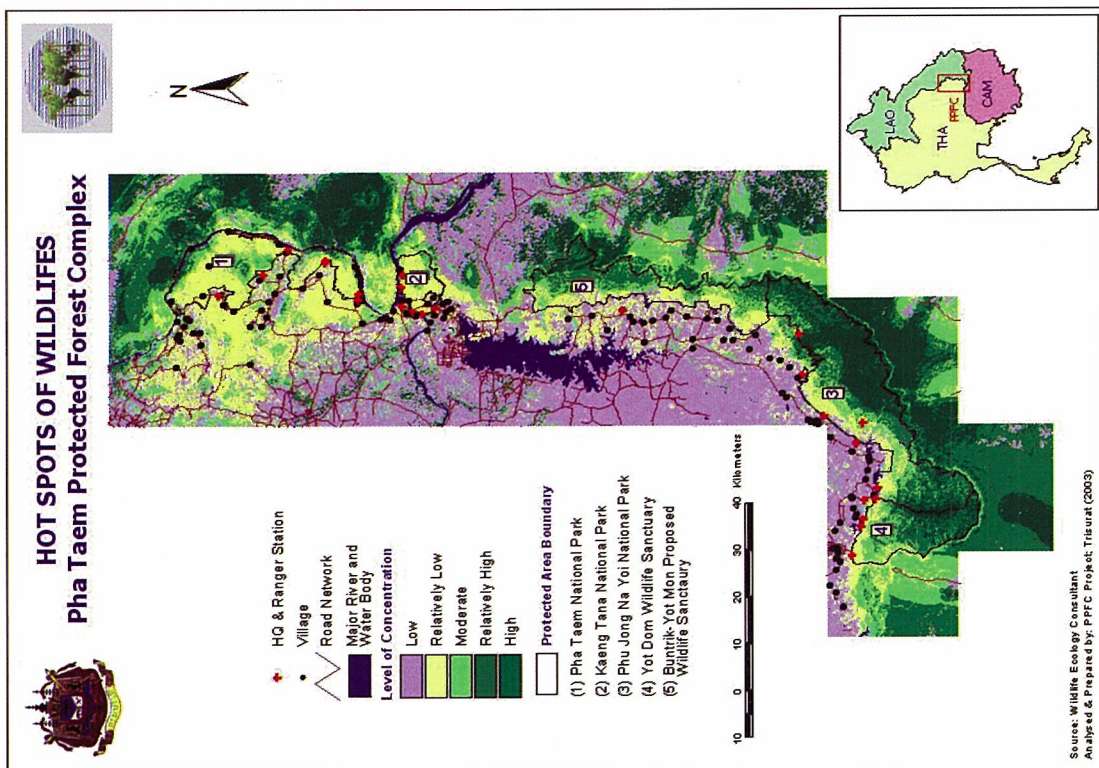 HOT SPOTS OF WILDLIFES
Pha Taem Protected Forest Complex
N
HQ & Ranger Station
Village
Road Network
Major River and
Water Body
Level of Concentration
Low
Relatively Low
Moderate
Relatively High
High
Protected Area Boundary
(1) Pha Taem National Park
(2) Kaeng Tana National Park
(3) Phu Jong Na Yoi National Park
(4) Yot Dom Wildlife Sanctuary
(5) Buntrik-Yot Mon Proposed
Wildlife Sanctaury
10 0 10 20 30 40 Kilometers
1
2
5
3
4
LAO
THA
PPFC
CAM
Source: Wildlife Ecology Consultant
Analysed & Prepared by: PPFC Project; Trisurat (2003)